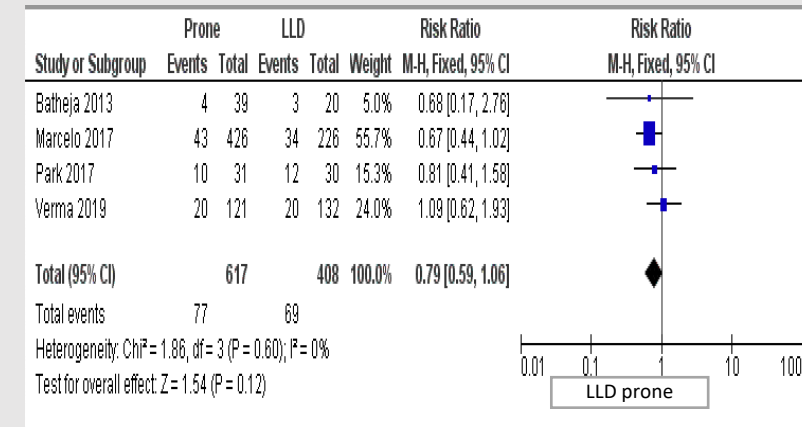 Prone LLD Risk Ratio Risk Ratio
Study or Subgroup Events Total Events Total Weight M-H, Fixed, 95% CI M-H, Fixed, 95% CI
Batheja 2013 4 39 3 20 5.0% 0.68 [0.17, 2.76]
Marcelo 2017 43 426 34 226 55.7% 0.67 [0.44, 1.02]
Park 2017 10 31 12 30 15.3% 0.81 [0.41, 1.58]
Verma 2019 20 121 20 132 24.0% 1.09 [0.62, 1.93]
Total (95% CI) 617 408 100.0% 0.79 [0.59, 1.06]
Total events 77 69
Heterogeneity: Chi² = 1.86, df = 3 (P = 0.60); I² = 0%
Test for overall effect: Z = 1.54 (P = 0.12)
0.01 0.1 1 10 100
LLD prone